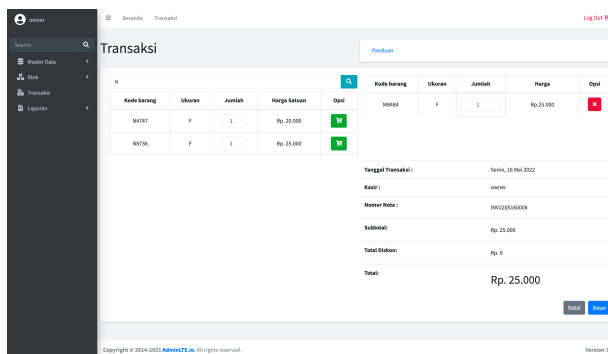 owner
Beranda Transaksi
Log Out
Search
Master Data
Stok
Transaksi
Laporan
Transaksi
Panduan
N
Kode barang Ukuran Jumlah Harga Satuan Opsi
N4747 F 1 Rp. 20.000
N8736 F 1 Rp. 25.000
Kode barang Ukuran Jumlah Harga Opsi
M8484 F 1 Rp.25.000
Tanggal Transaksi : Senin, 16 Mei 2022
Kasir : owner
Nomor Nota : INV2205160004
Subtotal: Rp. 25.000
Total Diskon: Rp. 0
Total: Rp. 25.000
Batal Bayar
Copyright © 2014-2021 AdminLTE.io. All rights reserved.
Version